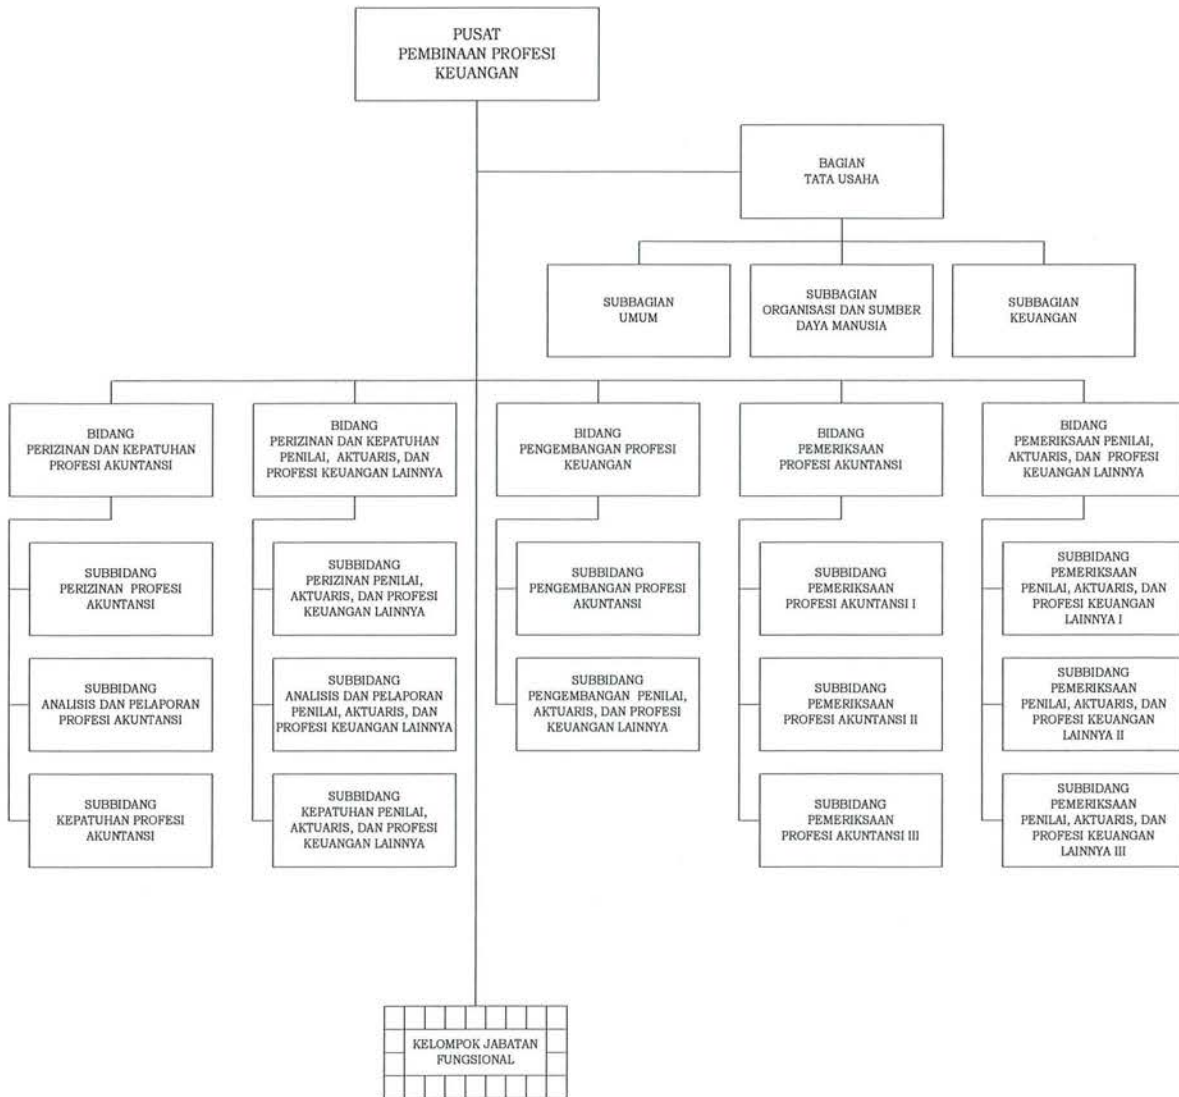 PUSAT
PEMBINAAN PROFESI
KEUANGAN
BAGIAN
TATA USAHA
SUBBAGIAN
UMUM
SUBBAGIAN
ORGANISASI DAN SUMBER
DAYA MANUSIA
SUBBAGIAN
KEUANGAN
BIDANG
PERIZINAN DAN KEPATUHAN
PROFESI AKUNTANSI
BIDANG
PERIZINAN DAN KEPATUHAN
PENILAI, AKTUARIS, DAN
PROFESI KEUANGAN LAINNYA
BIDANG
PENGEMBANGAN PROFESI
KEUANGAN
BIDANG
PEMERIKSAAN
PROFESI AKUNTANSI
BIDANG
PEMERIKSAAN PENILAI,
AKTUARIS, DAN PROFESI
KEUANGAN LAINNYA
SUBBIDANG
PERIZINAN PROFESI
AKUNTANSI
SUBBIDANG
PERIZINAN PENILAI,
AKTUARIS, DAN PROFESI
KEUANGAN LAINNYA
SUBBIDANG
PENGEMBANGAN PROFESI
AKUNTANSI
SUBBIDANG
PEMERIKSAAN
PROFESI AKUNTANSI I
SUBBIDANG
PEMERIKSAAN
PENILAI, AKTUARIS, DAN
PROFESI KEUANGAN
LAINNYA I
SUBBIDANG
ANALISIS DAN PELAPORAN
PROFESI AKUNTANSI
SUBBIDANG
ANALISIS DAN PELAPORAN
PENILAI, AKTUARIS, DAN
PROFESI KEUANGAN LAINNYA
SUBBIDANG
PENGEMBANGAN PENILAI,
AKTUARIS, DAN PROFESI
KEUANGAN LAINNYA
SUBBIDANG
PEMERIKSAAN
PROFESI AKUNTANSI II
SUBBIDANG
PEMERIKSAAN
PENILAI, AKTUARIS, DAN
PROFESI KEUANGAN
LAINNYA II
SUBBIDANG
KEPATUHAN PROFESI
AKUNTANSI
SUBBIDANG
KEPATUHAN PENILAI,
AKTUARIS, DAN PROFESI
KEUANGAN LAINNYA
SUBBIDANG
PEMERIKSAAN
PROFESI AKUNTANSI III
SUBBIDANG
PEMERIKSAAN
PENILAI, AKTUARIS, DAN
PROFESI KEUANGAN
LAINNYA III
KELOMPOK JABATAN
FUNGSIONAL